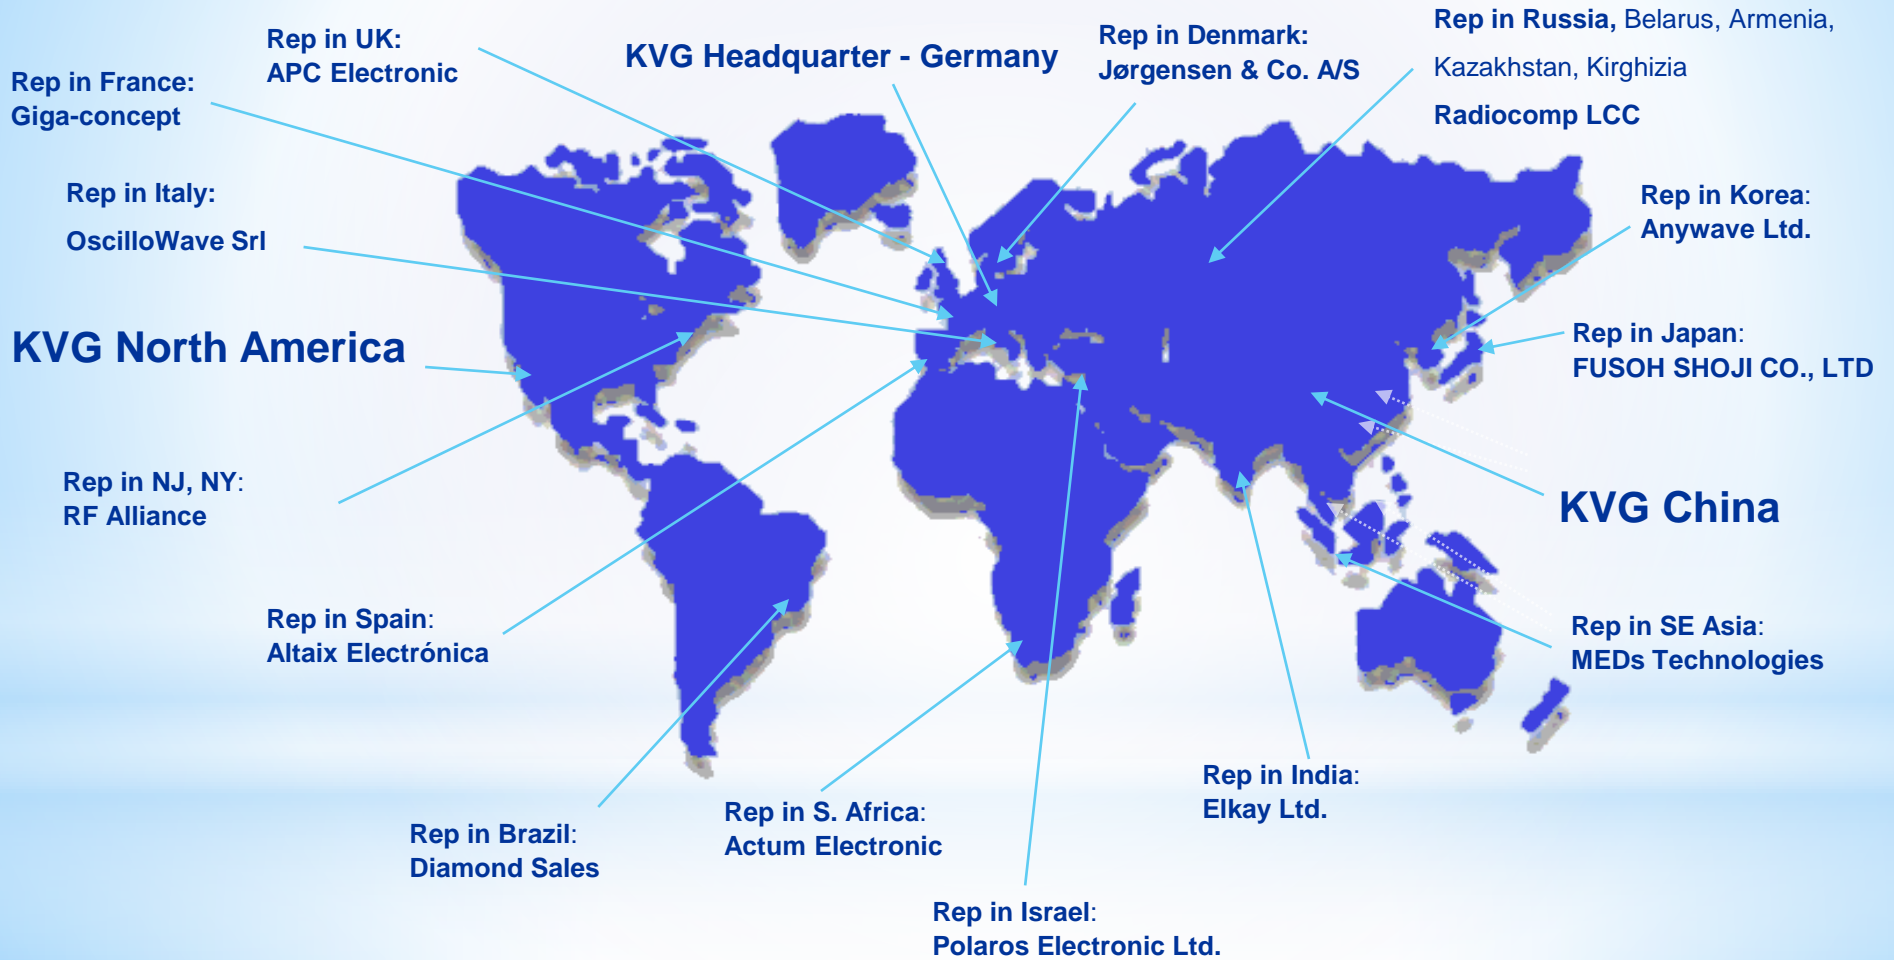 Rep in Russia, Belarus, Armenia,
Kazakhstan, Kirghizia
Radiocomp LCC
Rep in UK:
APC Electronic
KVG Headquarter - Germany
Rep in Denmark:
Jørgensen & Co. A/S
Rep in France:
Giga-concept
Rep in Italy:
OscilloWave Srl
Rep in Korea:
Anywave Ltd.
KVG North America
Rep in Japan:
FUSOH SHOJI CO., LTD
Rep in NJ, NY:
RF Alliance
KVG China
Rep in Spain:
Altaix Electrónica
Rep in SE Asia:
MEDs Technologies
Rep in India:
Elkay Ltd.
Rep in S. Africa:
Actum Electronic
Rep in Brazil:
Diamond Sales
Rep in Israel:
Polaros Electronic Ltd.